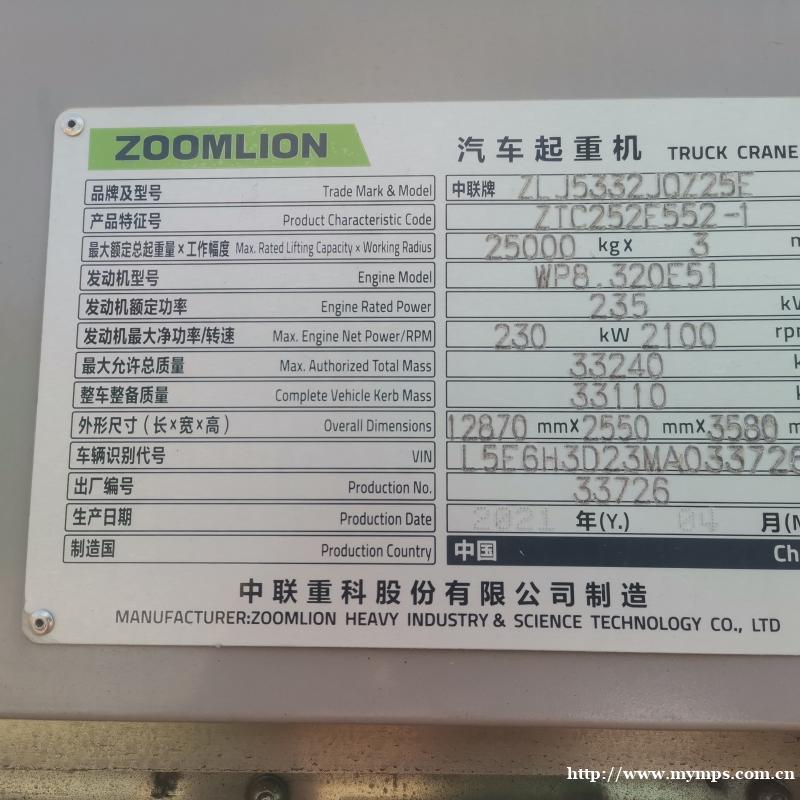 ZOOMLION 汽车起重机 TRUCK CRANE
品牌及型号 Trade Mark & Model 中联牌 ZLJ5332JQZ25E
产品特征号 Product Characteristic Code ZTC252E552-1
最大额定总起重量×工作幅度 Max. Rated Lifting Capacity × Working Radius 25000 kg× 3 m
发动机型号 Engine Model WP8.320E51
发动机额定功率 Engine Rated Power 235 kW
发动机最大净功率/转速 Max. Engine Net Power/RPM 230 kW 2100 rpm
最大允许总质量 Max. Authorized Total Mass 33240 k
整车整备质量 Complete Vehicle Kerb Mass 33110 k
外形尺寸(长×宽×高) Overall Dimensions 12870 mm×2550 mm×3580 m
车辆识别代号 VIN L5E6H3D23MA033726
出厂编号 Production No. 33726
生产日期 Production Date 2021 年(Y.) 04 月(M
制造国 Production Country 中国 Ch
中联重科股份有限公司制造
MANUFACTURER:ZOOMLION HEAVY INDUSTRY & SCIENCE TECHNOLOGY CO., LTD
http://www.mymps.com.cn